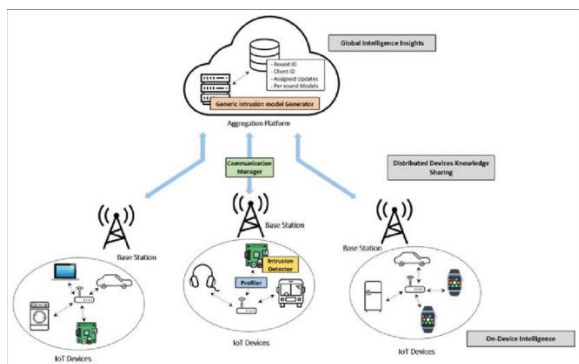 Global Intelligence Insights
- Round ID
- Client ID
- Assigned Updates
- Per round Models
Generic intrusion model Generator
Aggregation Platform
Communication
Manager
Distributed Devices Knowledge
Sharing
Base Station
Base Station
Base Station
Intrusion
Detector
Profiler
IoT Devices
IoT Devices
IoT Devices
On-Device Intelligence